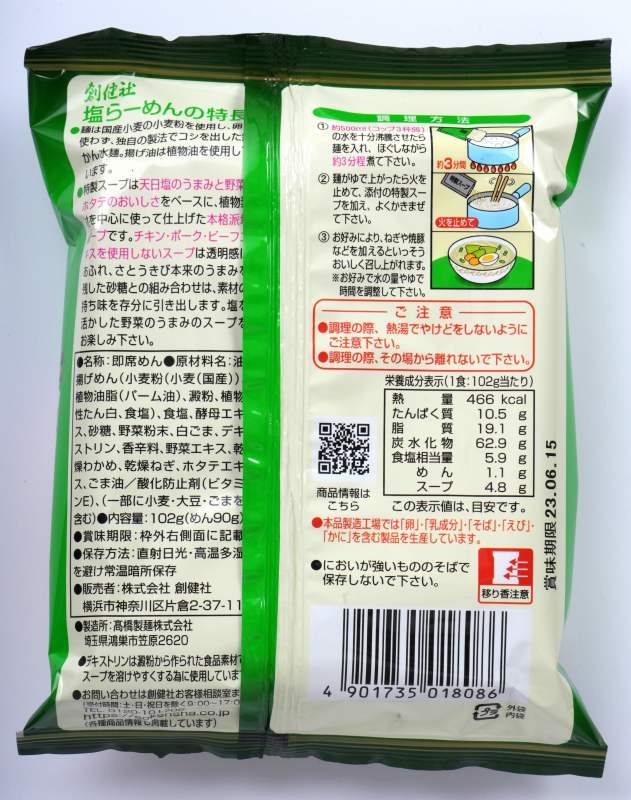 創健社
塩らーめんの特長
●麺は国産小麦の小麦粉を使用し、卵
使わず、独自の製法でコシを出した
かん水麺。揚げ油は植物油を使用し
います。
●特製スープは天日塩のうまみと野菜
ホタテのおいしさをベースに、植物
を中心に使って仕上げた本格派
ープです。チキン・ポーク・ビーフ
キスを使用しないスープは透明感
あふれ、さとうきび本来のうまみ
残した砂糖との組み合わせは、素材
持ち味を存分に引き出します。塩
活かした野菜のうまみのスープを
お楽しみ下さい。
●名称:即席めん●原材料名:油
揚げめん(小麦粉(小麦(国産))、
植物油脂(パーム油)、澱粉、植物
性たん白、食塩)、食塩、酵母エキ
ス、砂糖、野菜粉末、白ごま、デキ
ストリン、香辛料、野菜エキス、乾
燥わかめ、乾燥ねぎ、ホタテエキ
ス、ごま油/酸化防止剤(ビタミ
ンE)、(一部に小麦・大豆・ごまを
含む)●内容量:102g(めん90g)
●賞味期限:枠外右側面に記載
●保存方法:直射日光・高温多湿
を避け常温暗所保存
●販売者:株式会社 創健社
横浜市神奈川区片倉2-37-11
●製造所:髙橋製麺株式会社
埼玉県鴻巣市笠原2620
●デキストリンは澱粉から作られた食品素材で
スープを溶けやすくする為に使用していま
●お問い合わせは創健社お客様相談室ま
(受付時間:土・日・祝日を除く9:00~17:0
(各種商品情報も掲載しています)
調理方法
①約500ml(コップ3杯弱)
の水を十分沸騰させたら
麺を入れ、ほぐしながら
約3分程煮て下さい。
約3分間
②麺がゆで上がったら火を
止めて、添付の特製スー
プを加え、よくかきまぜ
て下さい。
特製スープ
火を止めて
③お好みにより、ねぎや焼豚
などを加えるといっそう
おいしく召し上がれます。
※お好みで水の量やゆで
時間を調整して下さい。
ご注意
●調理の際、熱湯でやけどをしないように
ご注意下さい。
●調理の際、その場から離れないで下さい。
栄養成分表示(1食:102g当たり)
熱量 466 kcal
たんぱく質 10.5 g
脂質 19.1 g
炭水化物 62.9 g
食塩相当量 5.9 g
めん 1.1 g
スープ 4.8 g
この表示値は、目安です。
商品情報は
こちら
●本品製造工場では「卵」・「乳成分」・「そば」・「えび」・
「かに」を含む製品を生産しています。
●においが強いもののそばで
保存しないで下さい。
移り香注意
賞味期限 23.06.15
4 901735 018086
プラ
外袋
内袋